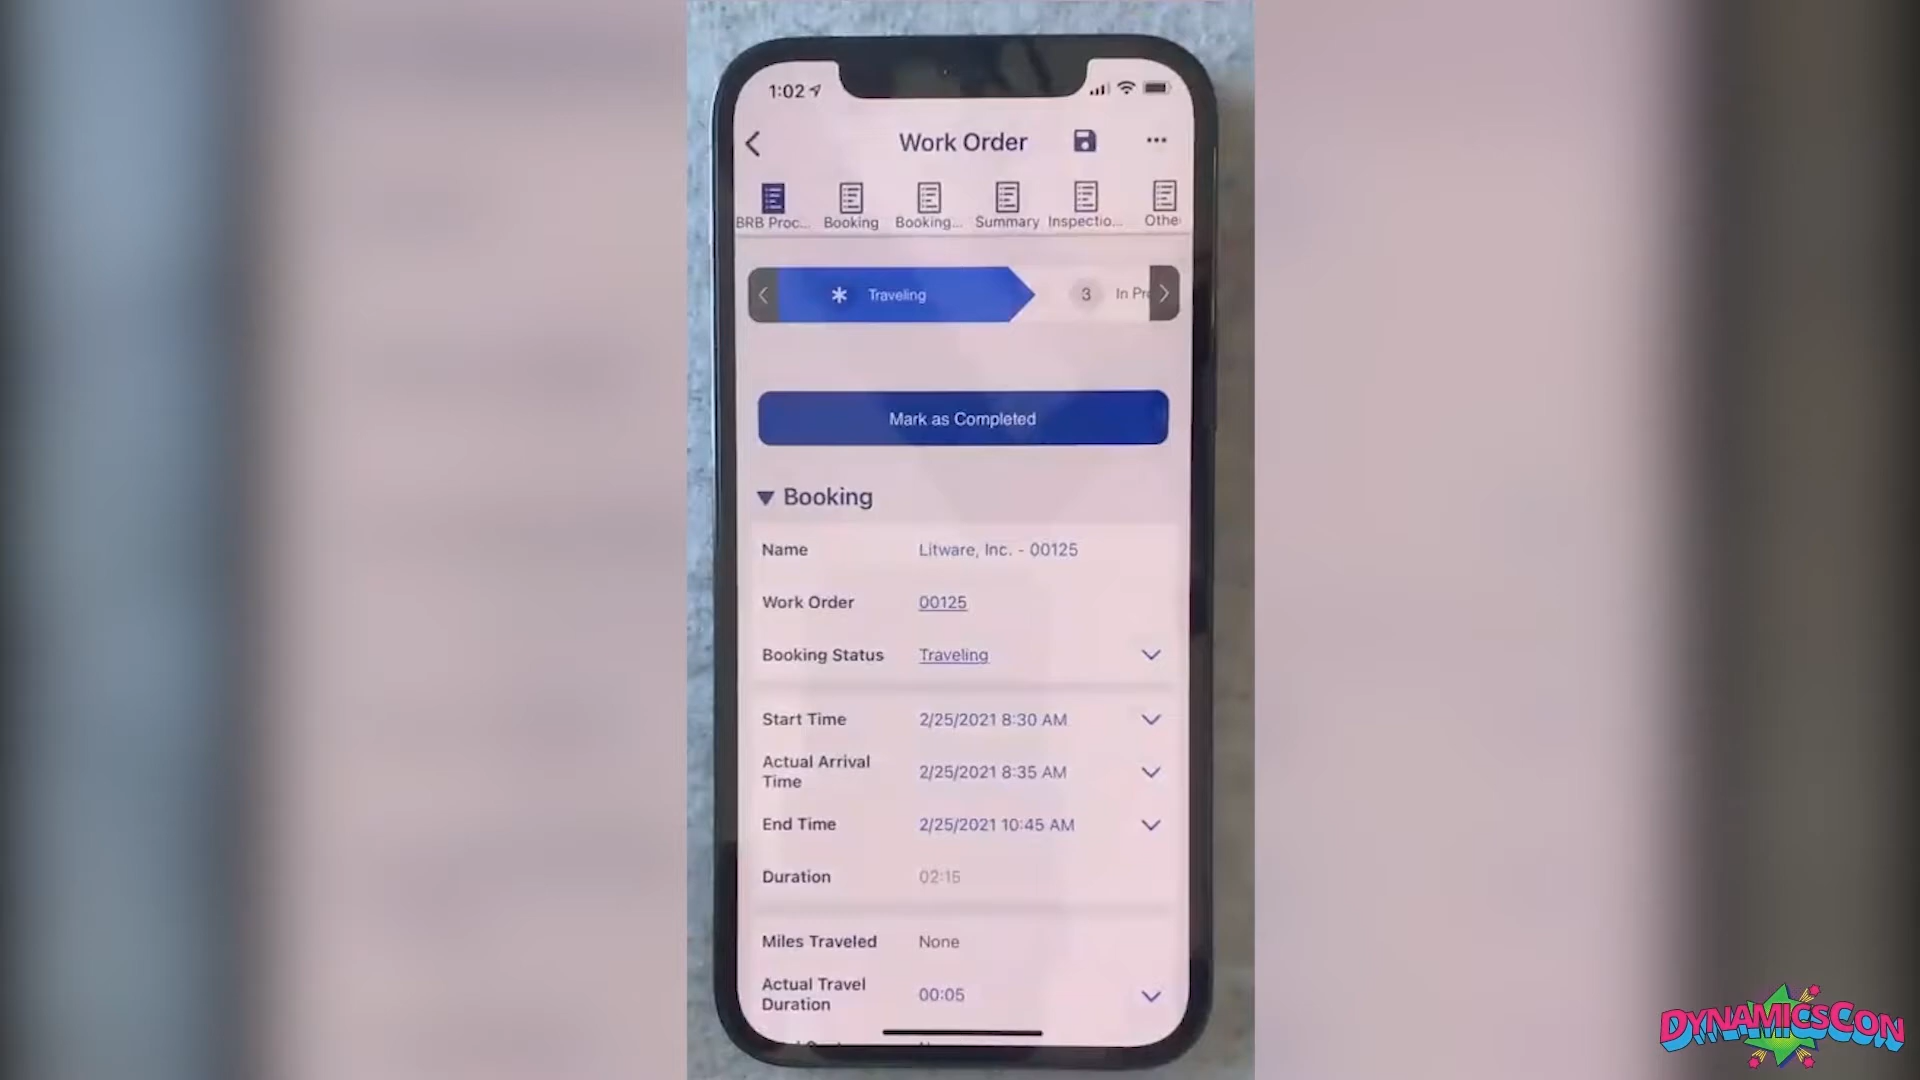 1:02
Work Order
BRB Proc... Booking Booking... Summary Inspectio... Othe
Traveling 3 In Pr
Mark as Completed
Booking
Name Litware, Inc. - 00125
Work Order 00125
Booking Status Traveling
Start Time 2/25/2021 8:30 AM
Actual Arrival Time 2/25/2021 8:35 AM
End Time 2/25/2021 10:45 AM
Duration 02:15
Miles Traveled None
Actual Travel Duration 00:05
DYNAMICSCON